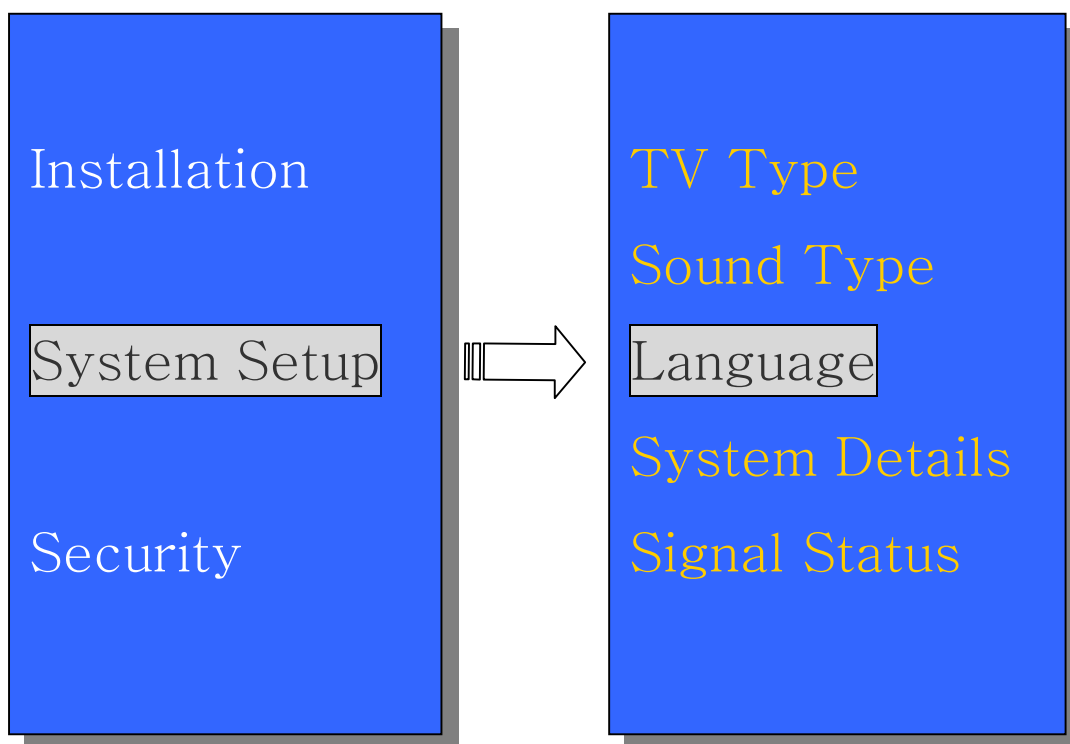 Installation
System Setup
Security
TV Type
Sound Type
Language
System Details
Signal Status